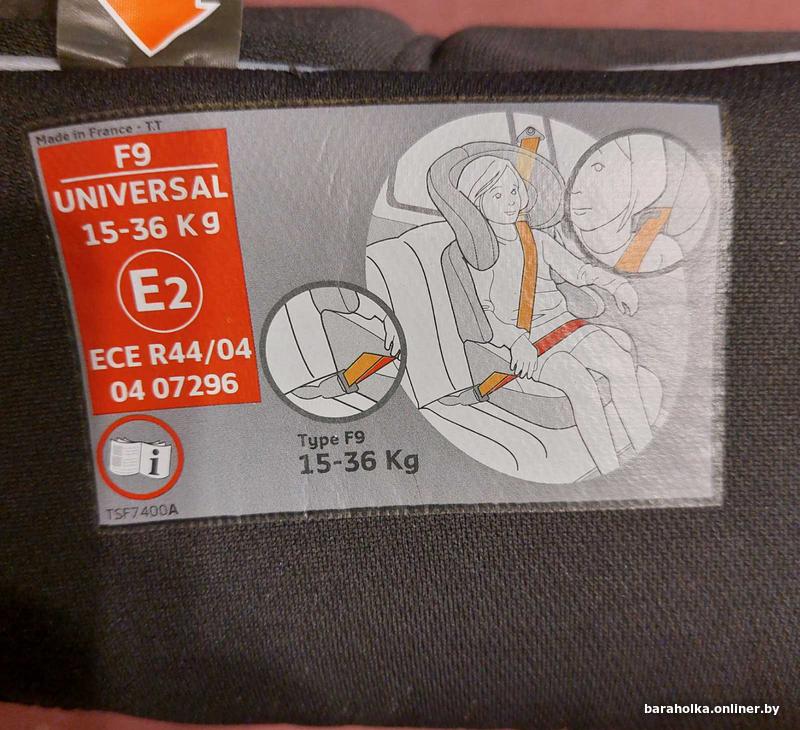 Made in France - T.T
F9
UNIVERSAL
15-36 Kg
E2
ECE R44/04
04 07296
i
TSF7400A
Type F9
15-36 Kg
baraholka.onliner.by